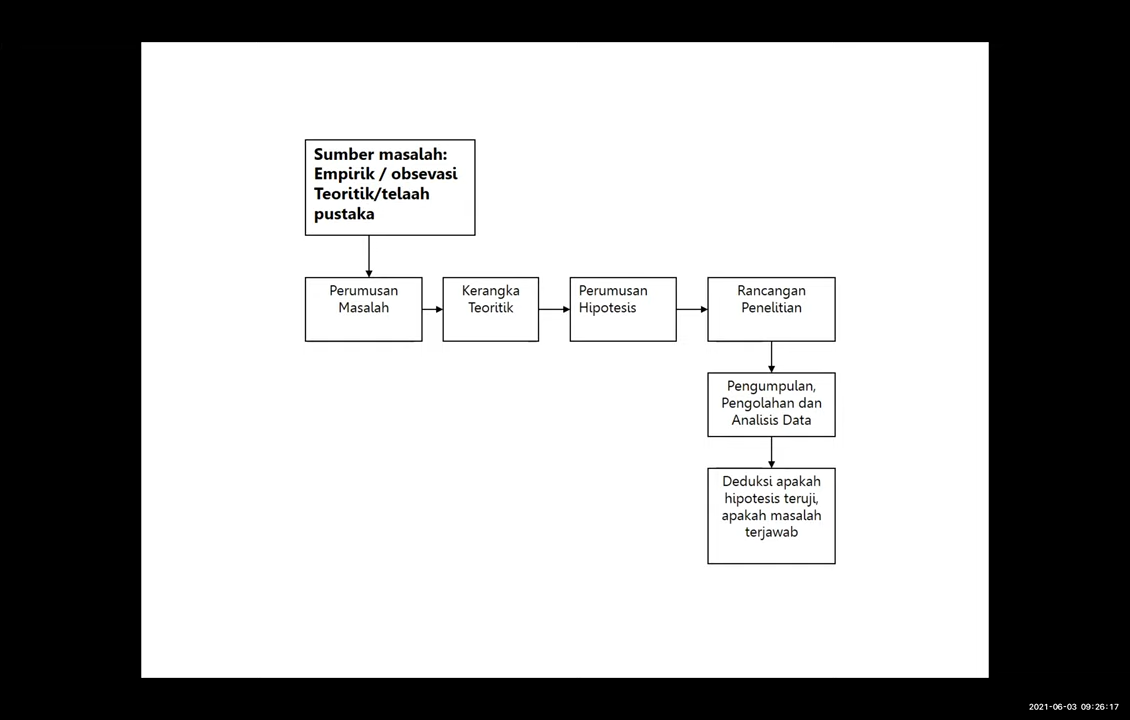 Sumber masalah:
Empirik / obsevasi
Teoritik/telaah
pustaka
Perumusan
Masalah
Kerangka
Teoritik
Perumusan
Hipotesis
Rancangan
Penelitian
Pengumpulan,
Pengolahan dan
Analisis Data
Deduksi apakah
hipotesis teruji,
apakah masalah
terjawab
2021-06-03 09:26:17